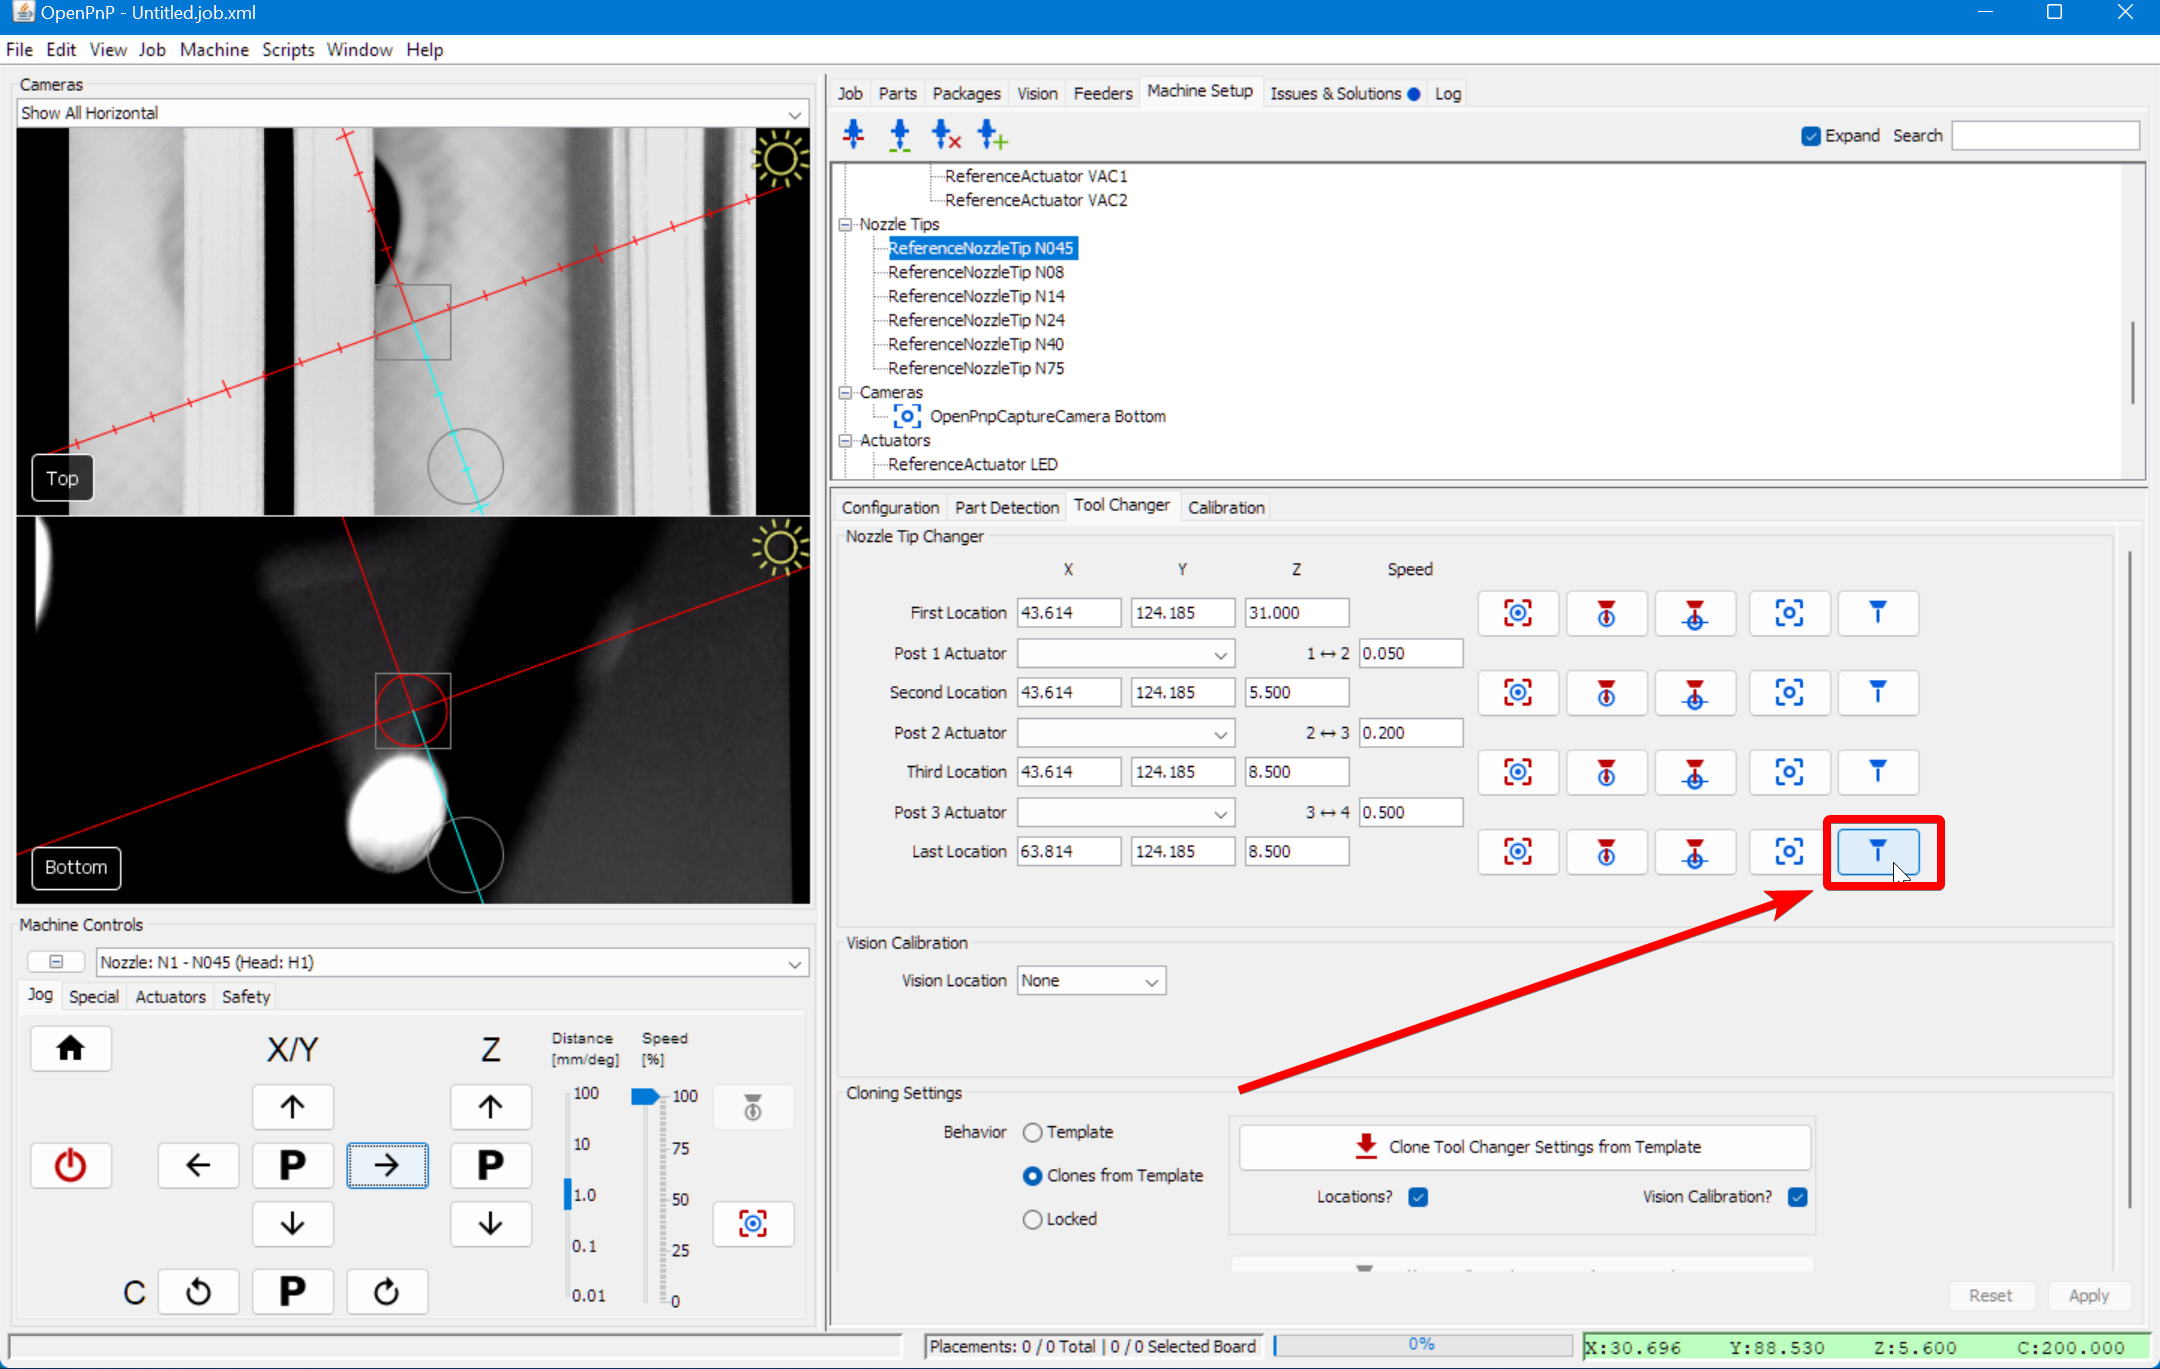 OpenPnP - Untitled.job.xml
File Edit View Job Machine Scripts Window Help
Cameras
Show All Horizontal
Top
Bottom
Machine Controls
Nozzle: N1 - N045 (Head: H1)
Jog Special Actuators Safety
X/Y Z
Distance [mm/deg]
Speed [%]
100 100
10 75
1.0 50
0.1 25
0.01 0
P P
C P
Job Parts Packages Vision Feeders Machine Setup Issues & Solutions Log
Expand Search
ReferenceActuator VAC1
ReferenceActuator VAC2
Nozzle Tips
ReferenceNozzleTip N045
ReferenceNozzleTip N08
ReferenceNozzleTip N14
ReferenceNozzleTip N24
ReferenceNozzleTip N40
ReferenceNozzleTip N75
Cameras
OpenPnpCaptureCamera Bottom
Actuators
ReferenceActuator LED
Configuration Part Detection Tool Changer Calibration
Nozzle Tip Changer
X Y Z Speed
First Location 43.614 124.185 31.000
Post 1 Actuator 1 ↔ 2 0.050
Second Location 43.614 124.185 5.500
Post 2 Actuator 2 ↔ 3 0.200
Third Location 43.614 124.185 8.500
Post 3 Actuator 3 ↔ 4 0.500
Last Location 63.814 124.185 8.500
Vision Calibration
Vision Location None
Cloning Settings
Behavior Template
Clones from Template
Locked
Clone Tool Changer Settings from Template
Locations? Vision Calibration?
Reset Apply
Placements: 0 / 0 Total | 0 / 0 Selected Board 0% X:30.696 Y:88.530 Z:5.600 C:200.000